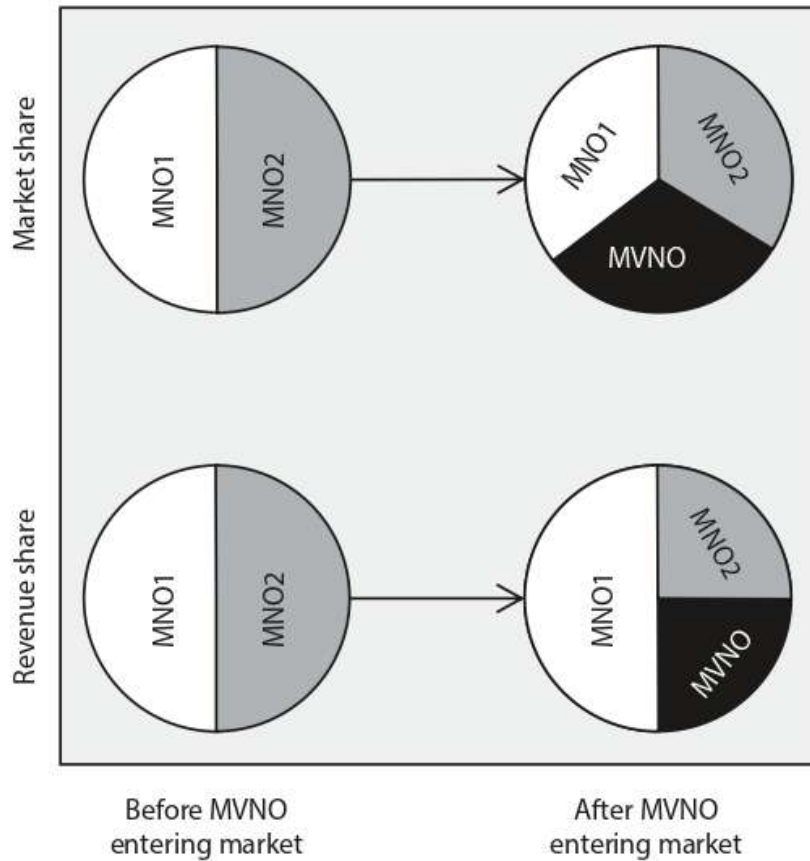 Market share
MNO1
MNO2
MNO1
MNO2
MVNO
Revenue share
MNO1
MNO2
MNO1
MNO2
MVNO
Before MVNO
entering market
After MVNO
entering market